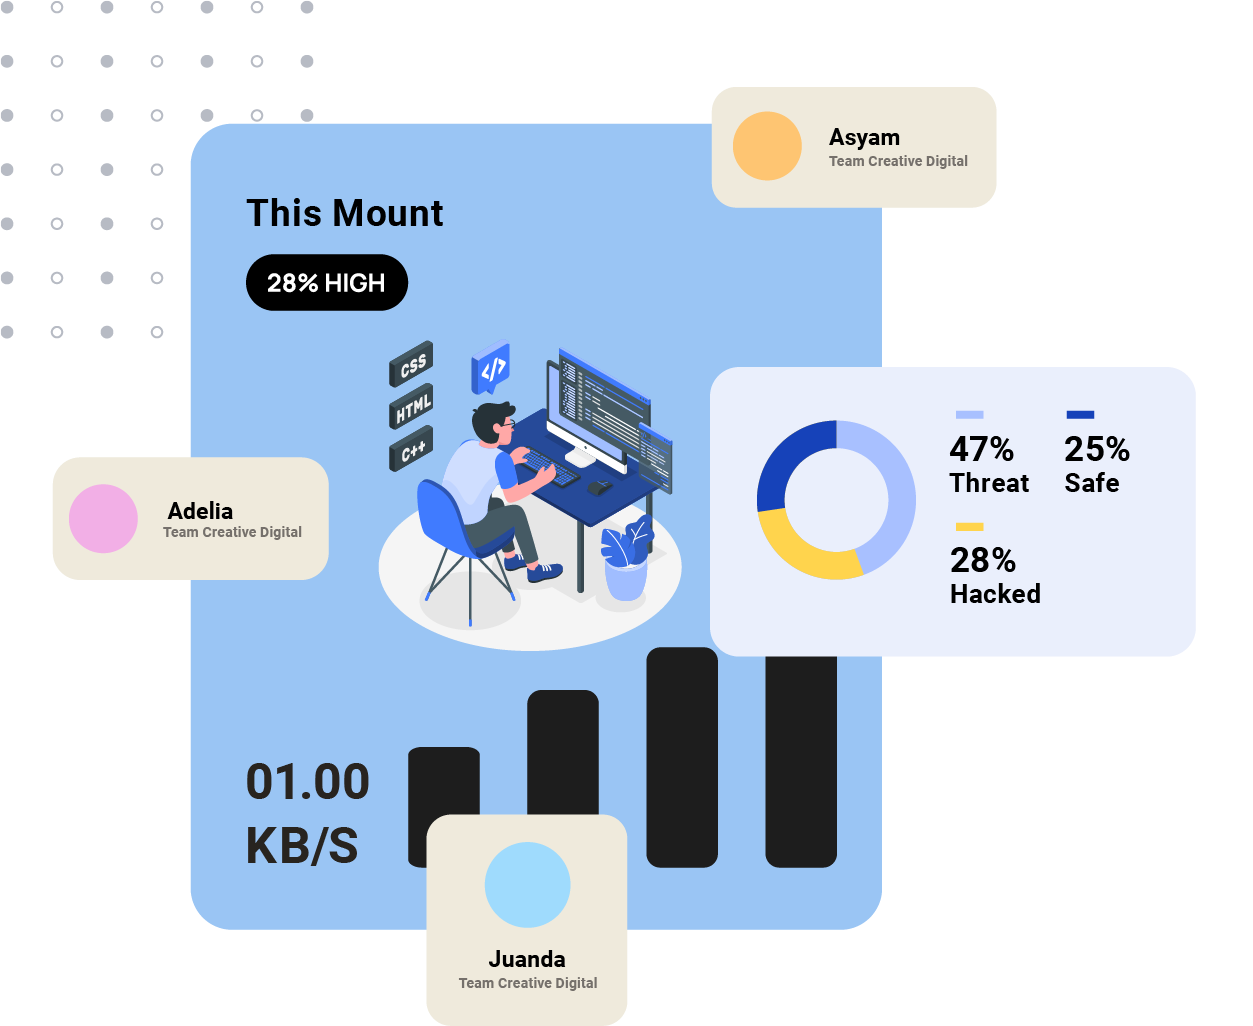 Asyam
Team Creative Digital
This Mount
28% HIGH
CSS
</>
HTML
C++
47%
Threat
25%
Safe
28%
Hacked
Adelia
Team Creative Digital
01.00
KB/S
Juanda
Team Creative Digital